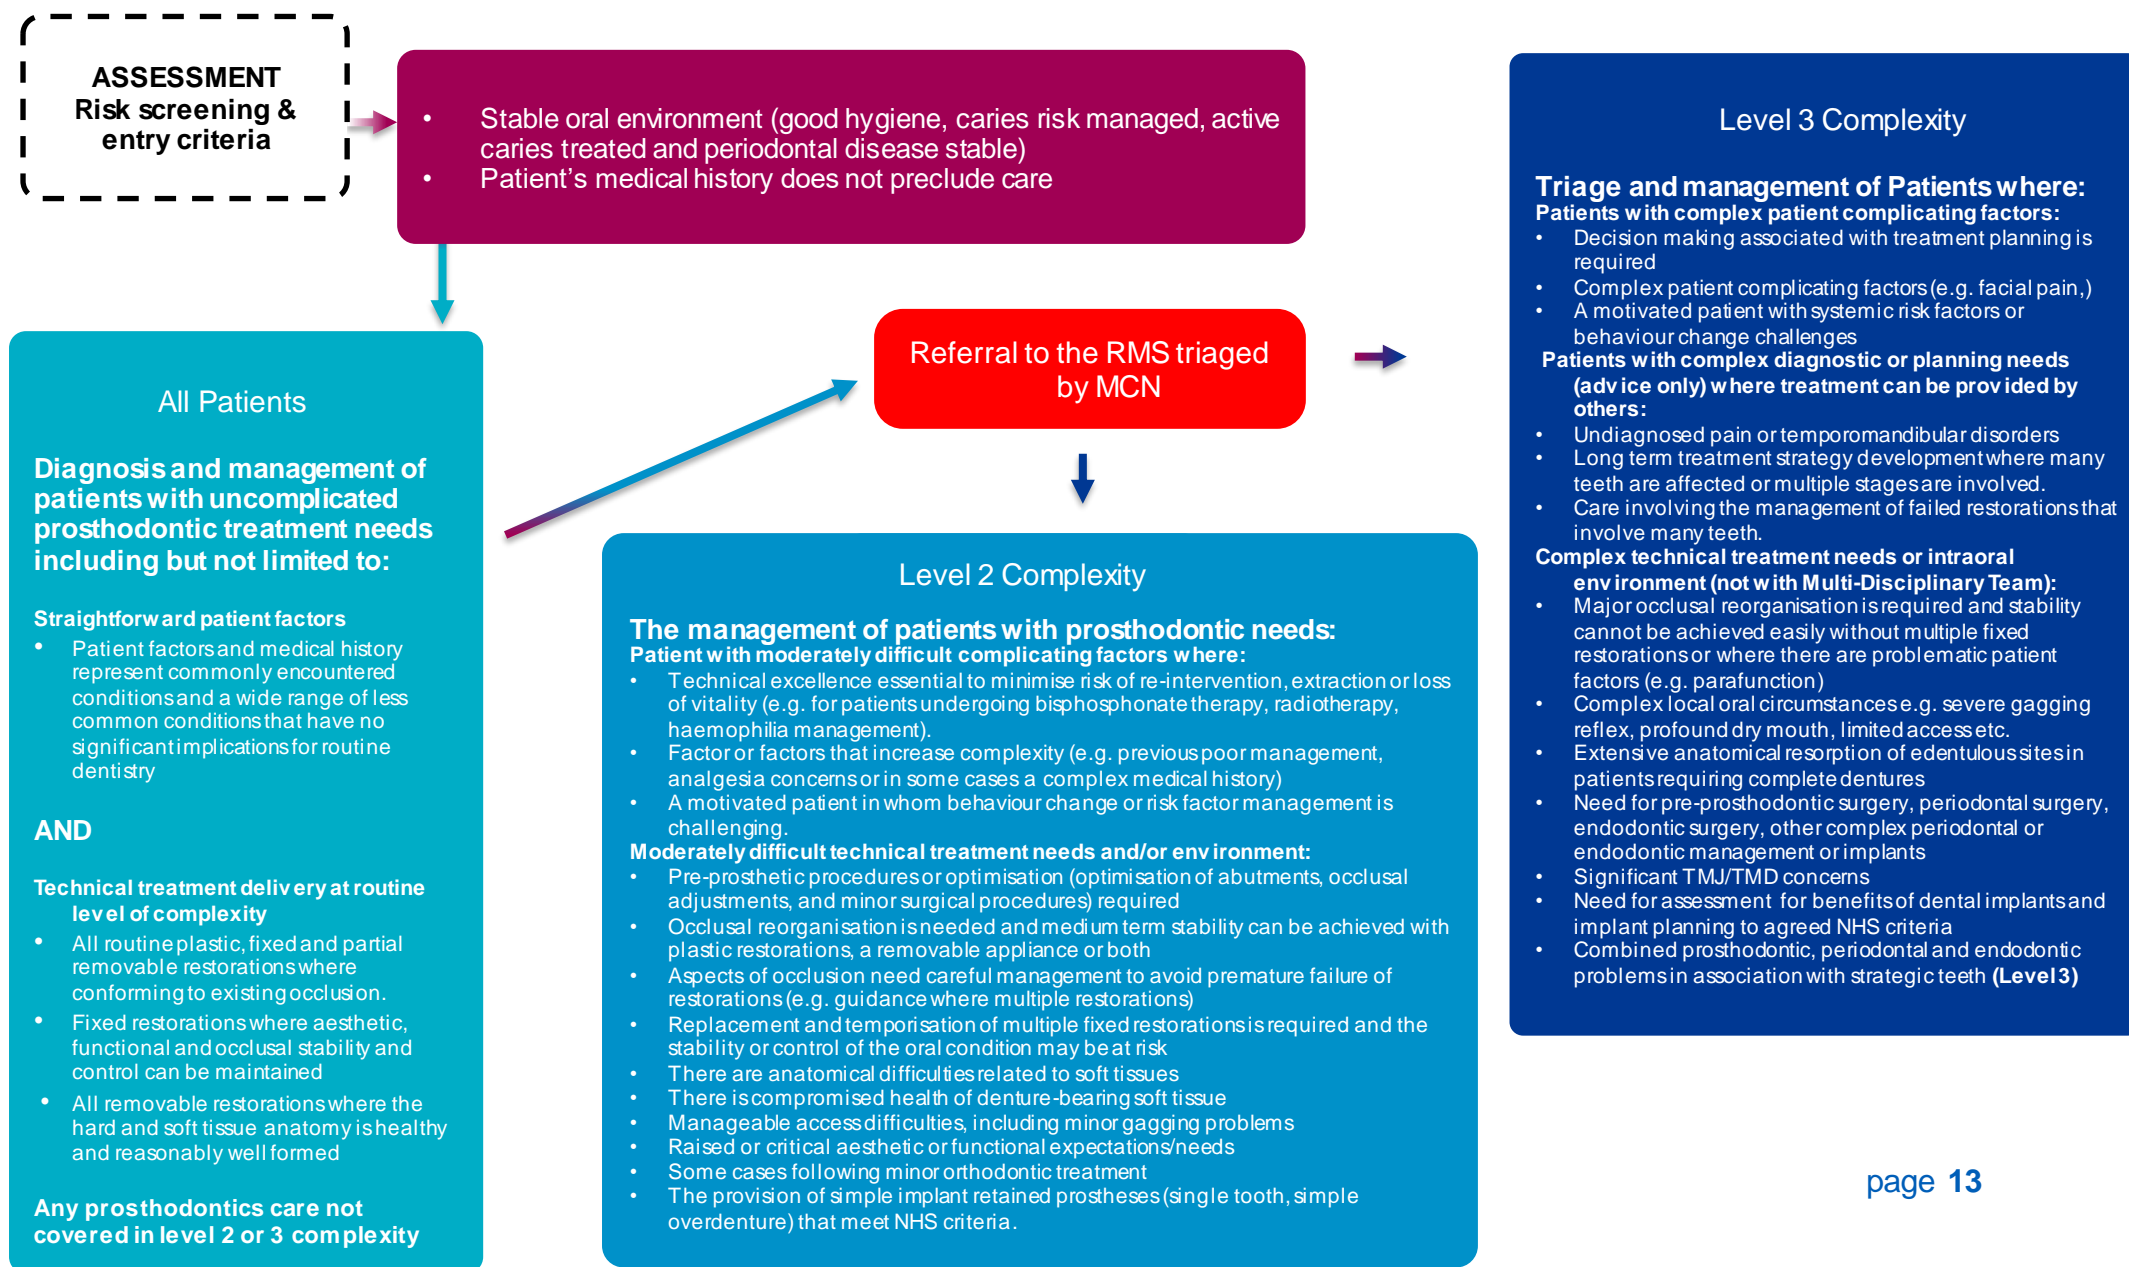 ASSESSMENT
Risk screening &
entry criteria
• Stable oral environment (good hygiene, caries risk managed, active
caries treated and periodontal disease stable)
• Patient's medical history does not preclude care
All Patients
Diagnosis and management of
patients with uncomplicated
prosthodontic treatment needs
including but not limited to:
Straightforward patient factors
• Patient factors and medical history
represent commonly encountered
conditions and a wide range of less
common conditions that have no
significant implications for routine
dentistry
AND
Technical treatment delivery at routine
level of complexity
• All routine plastic, fixed and partial
removable restorations where
conforming to existing occlusion.
• Fixed restorations where aesthetic,
functional and occlusal stability and
control can be maintained
• All removable restorations where the
hard and soft tissue anatomy is healthy
and reasonably well formed
Any prosthodontics care not
covered in level 2 or 3 complexity
Referral to the RMS triaged
by MCN
Level 2 Complexity
The management of patients with prosthodontic needs:
Patient with moderately difficult complicating factors where:
• Technical excellence essential to minimise risk of re-intervention, extraction or loss
of vitality (e.g. for patients undergoing bisphosphonate therapy, radiotherapy,
haemophilia management).
• Factor or factors that increase complexity (e.g. previous poor management,
analgesia concerns or in some cases a complex medical history)
• A motivated patient in whom behaviour change or risk factor management is
challenging.
Moderately difficult technical treatment needs and/or environment:
• Pre-prosthetic procedures or optimisation (optimisation of abutments, occlusal
adjustments, and minor surgical procedures) required
• Occlusal reorganisation is needed and medium term stability can be achieved with
plastic restorations, a removable appliance or both
• Aspects of occlusion need careful management to avoid premature failure of
restorations (e.g. guidance where multiple restorations)
• Replacement and temporisation of multiple fixed restorations is required and the
stability or control of the oral condition may be at risk
• There are anatomical difficulties related to soft tissues
• There is compromised health of denture-bearing soft tissue
• Manageable access difficulties, including minor gagging problems
• Raised or critical aesthetic or functional expectations/needs
• Some cases following minor orthodontic treatment
• The provision of simple implant retained prostheses (single tooth, simple
overdenture) that meet NHS criteria.
Level 3 Complexity
Triage and management of Patients where:
Patients with complex patient complicating factors:
• Decision making associated with treatment planning is
required
• Complex patient complicating factors (e.g. facial pain,)
• A motivated patient with systemic risk factors or
behaviour change challenges
Patients with complex diagnostic or planning needs
(advice only) where treatment can be provided by
others:
• Undiagnosed pain or temporomandibular disorders
• Long term treatment strategy development where many
teeth are affected or multiple stages are involved.
• Care involving the management of failed restorations that
involve many teeth.
Complex technical treatment needs or intraoral
environment (not with Multi-Disciplinary Team):
• Major occlusal reorganisation is required and stability
cannot be achieved easily without multiple fixed
restorations or where there are problematic patient
factors (e.g. parafunction)
• Complex local oral circumstances e.g. severe gagging
reflex, profound dry mouth, limited access etc.
• Extensive anatomical resorption of edentulous sites in
patients requiring complete dentures
• Need for pre-prosthodontic surgery, periodontal surgery,
endodontic surgery, other complex periodontal or
endodontic management or implants
• Significant TMJ/TMD concerns
• Need for assessment for benefits of dental implants and
implant planning to agreed NHS criteria
• Combined prosthodontic, periodontal and endodontic
problems in association with strategic teeth (Level 3)
page 13